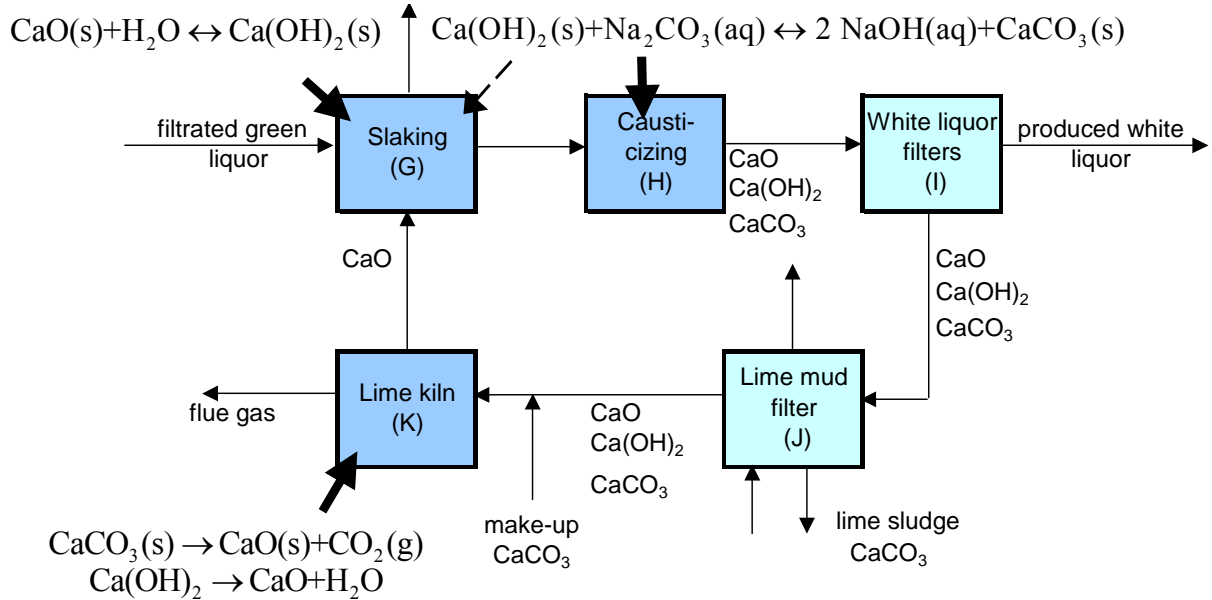 CaO(s)+H₂O ↔ Ca(OH)₂(s)
Ca(OH)₂(s)+Na₂CO₃(aq) ↔ 2 NaOH(aq)+CaCO₃(s)
filtrated green
liquor
Slaking
(G)
Causti-
cizing
(H)
CaO
Ca(OH)₂
CaCO₃
White liquor
filters
(I)
produced white
liquor
CaO
CaO
Ca(OH)₂
CaCO₃
flue gas
Lime kiln
(K)
CaO
Ca(OH)₂
CaCO₃
Lime mud
filter
(J)
make-up
CaCO₃
lime sludge
CaCO₃
CaCO₃(s) → CaO(s)+CO₂(g)
Ca(OH)₂ → CaO+H₂O